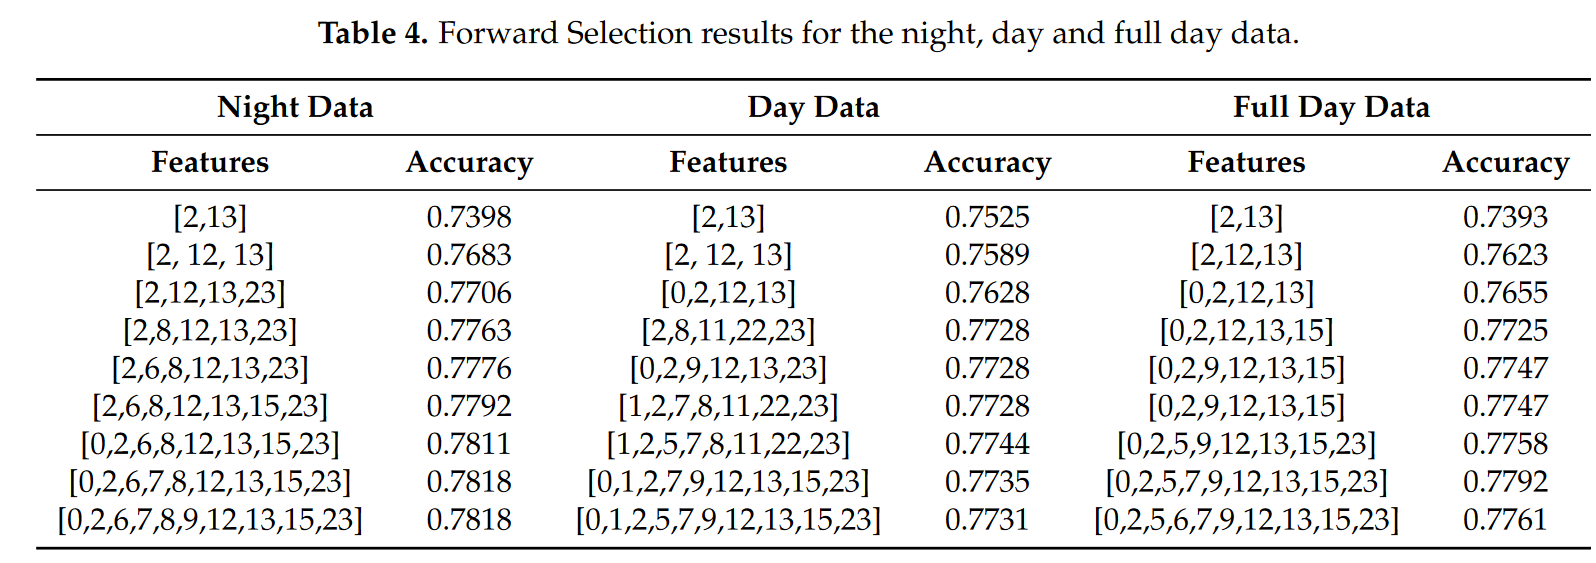 Table 4. Forward Selection results for the night, day and full day data.
Night Data Day Data Full Day Data
Features Accuracy Features Accuracy Features Accuracy
[2,13] 0.7398 [2,13] 0.7525 [2,13] 0.7393
[2, 12, 13] 0.7683 [2, 12, 13] 0.7589 [2,12,13] 0.7623
[2,12,13,23] 0.7706 [0,2,12,13] 0.7628 [0,2,12,13] 0.7655
[2,8,12,13,23] 0.7763 [2,8,11,22,23] 0.7728 [0,2,12,13,15] 0.7725
[2,6,8,12,13,23] 0.7776 [0,2,9,12,13,23] 0.7728 [0,2,9,12,13,15] 0.7747
[2,6,8,12,13,15,23] 0.7792 [1,2,7,8,11,22,23] 0.7728 [0,2,9,12,13,15] 0.7747
[0,2,6,8,12,13,15,23] 0.7811 [1,2,5,7,8,11,22,23] 0.7744 [0,2,5,9,12,13,15,23] 0.7758
[0,2,6,7,8,12,13,15,23] 0.7818 [0,1,2,7,9,12,13,15,23] 0.7735 [0,2,5,7,9,12,13,15,23] 0.7792
[0,2,6,7,8,9,12,13,15,23] 0.7818 [0,1,2,5,7,9,12,13,15,23] 0.7731 [0,2,5,6,7,9,12,13,15,23] 0.7761